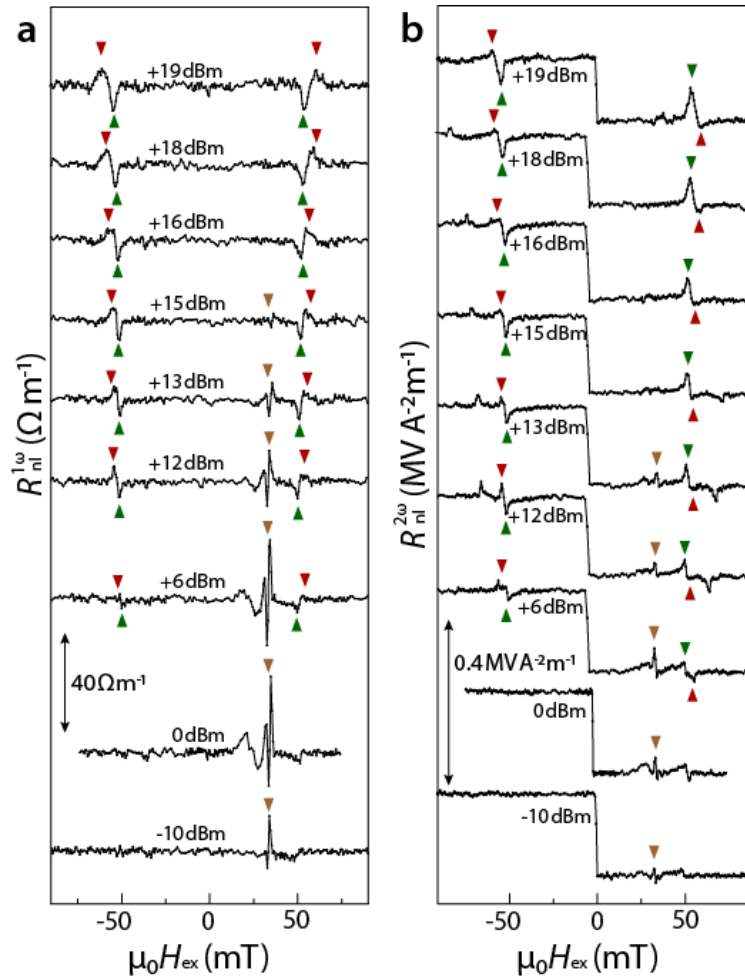 a
+19dBm
+18dBm
+16dBm
+15dBm
+13dBm
+12dBm
+6dBm
40Ωm⁻¹
0dBm
-10dBm
R¹ω nl (Ω m⁻¹)
-50 0 50
μ₀Hex(mT)
b
+19dBm
+18dBm
+16dBm
+15dBm
+13dBm
+12dBm
+6dBm
0.4MVA⁻²m⁻¹
0dBm
-10dBm
R²ω nl (MV A⁻²m⁻¹)
-50 0 50
μ₀Hex(mT)